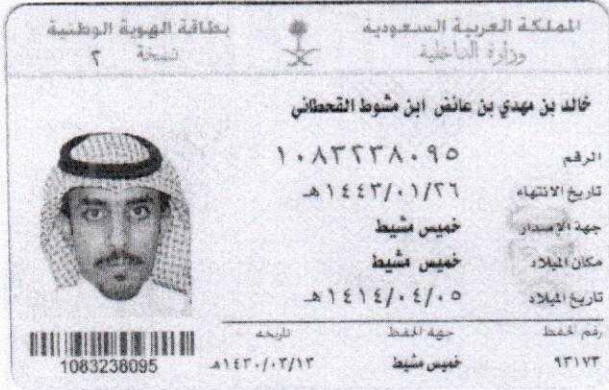 المملكة العربية السعودية
وزارة الداخلية
بطاقة الهوية الوطنية
نسخة ٢
خالد بن مهدي بن عائض ابن مشوط القحطاني
الرقم ١٠٨٣٢٣٨٠٩٥
تاريخ الانتهاء ١٤٤٣/٠١/٢٦هـ
جهة الإصدار خميس مشيط
مكان الميلاد خميس مشيط
تاريخ الميلاد ١٤١٤/٠٤/٠٥هـ
رقم الحفظ جهة الحفظ تاريخه
٩٣١٧٣ خميس مشيط ١٤٣٠/٠٣/١٣هـ
1083238095